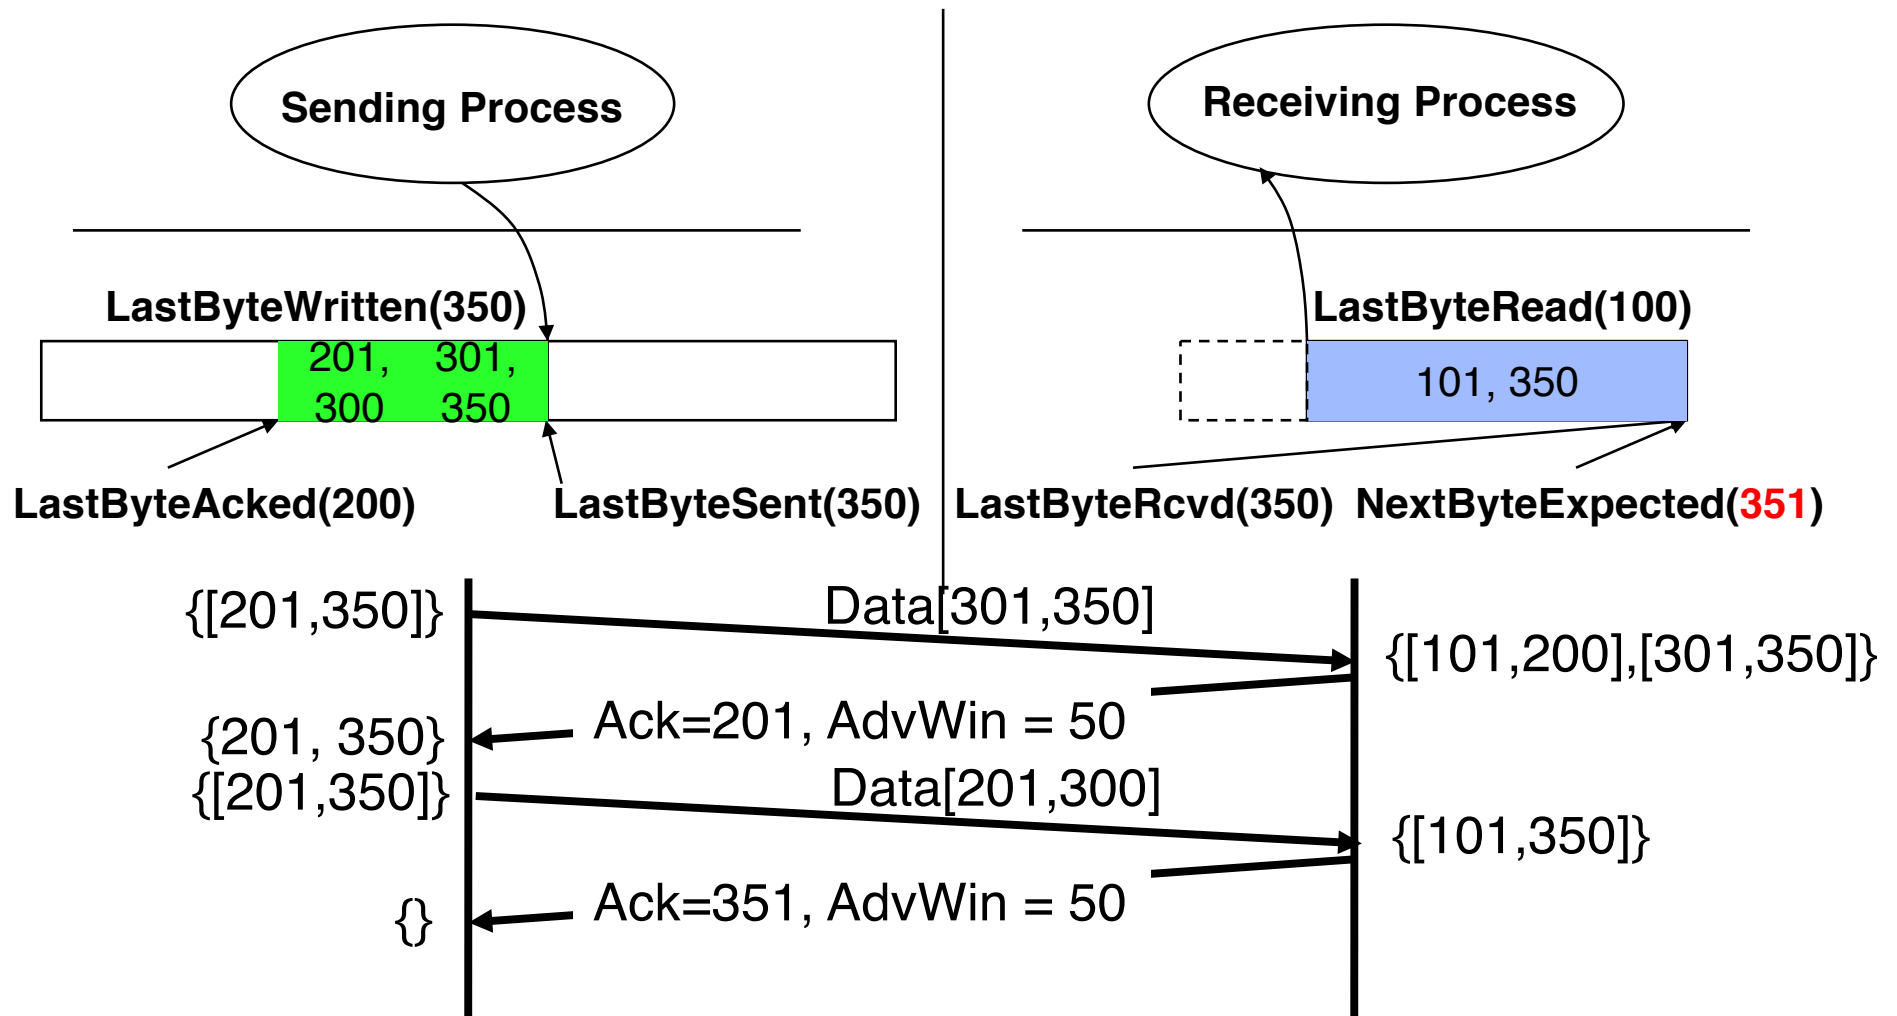 Sending Process
Receiving Process
LastByteWritten(350)
LastByteRead(100)
201,
300
301,
350
101, 350
LastByteAcked(200)
LastByteSent(350)
LastByteRcvd(350)
NextByteExpected(351)
{[201,350]}
Data[301,350]
{[101,200],[301,350]}
{201, 350}
Ack=201, AdvWin = 50
{[201,350]}
Data[201,300]
{[101,350]}
{}
Ack=351, AdvWin = 50